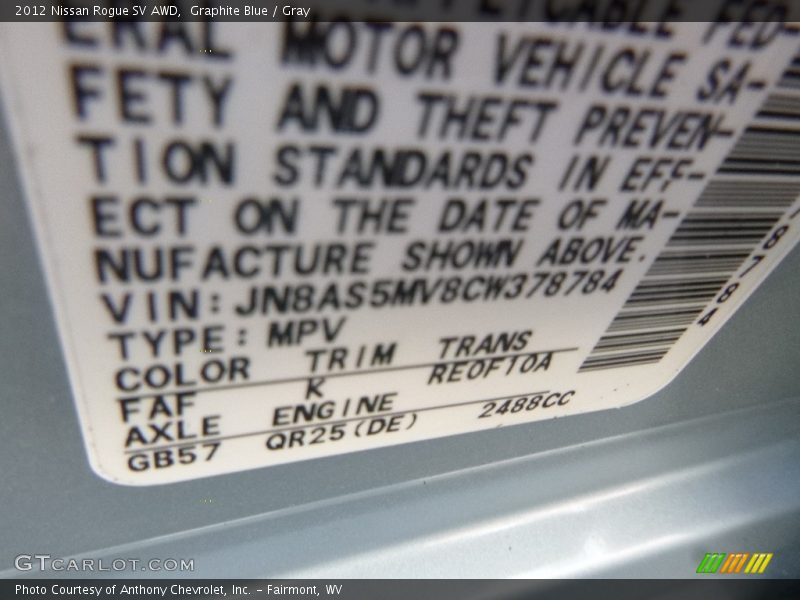 2012 Nissan Rogue SV AWD,  Graphite Blue / Gray
FED-
ERAL MOTOR VEHICLE SA-
FETY AND THEFT PREVEN-
TION STANDARDS IN EFF-
ECT ON THE DATE OF MA-
NUFACTURE SHOWN ABOVE.
VIN: JN8AS5MV8CW378784
TYPE: MPV
COLOR TRIM TRANS
FAF K RE0F10A
AXLE ENGINE
GB57 QR25(DE) 2488CC
8784
GTCARLOT.COM
Photo Courtesy of Anthony Chevrolet, Inc. – Fairmont, WV